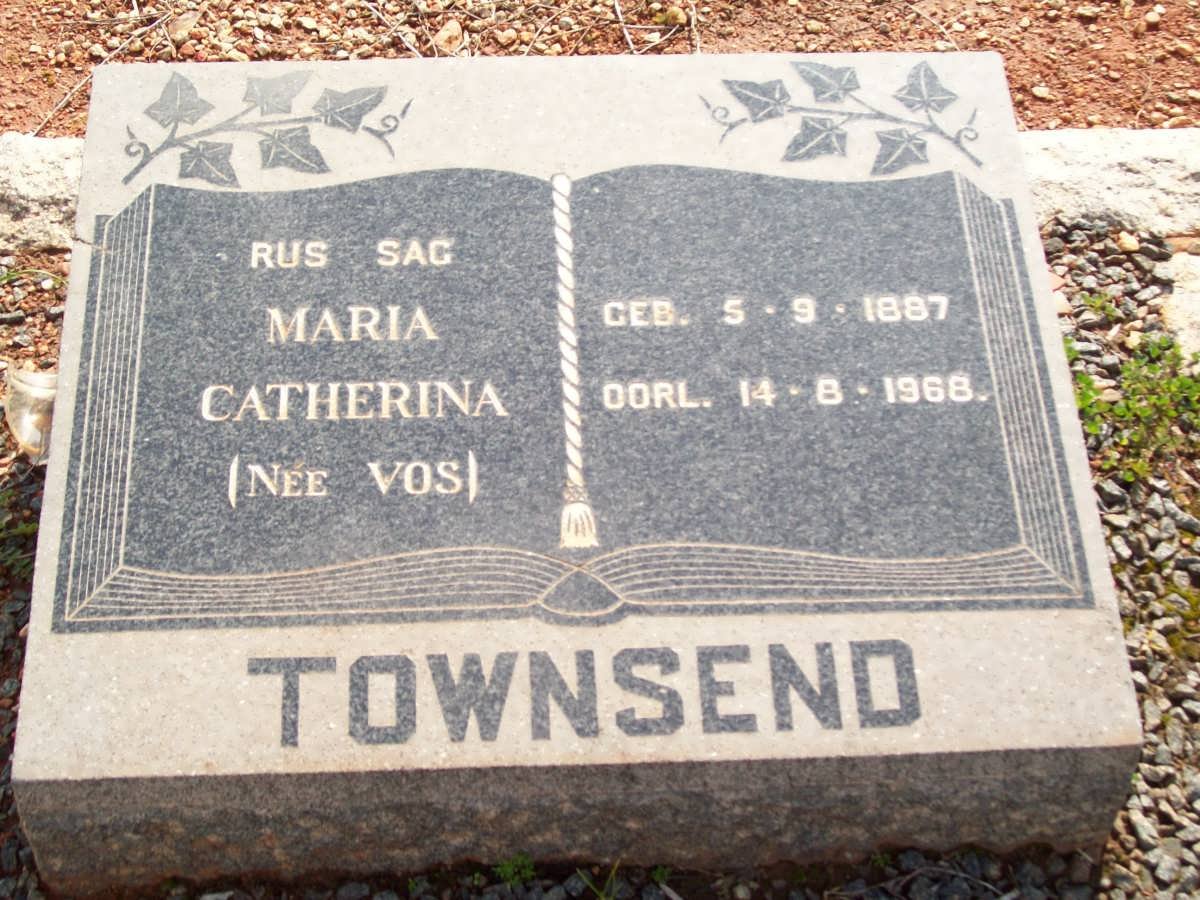 RUS SAG
MARIA
CATHERINA
(NÉE VOS)
GEB. 5·9·1887
OORL. 14·8·1968.
TOWNSEND